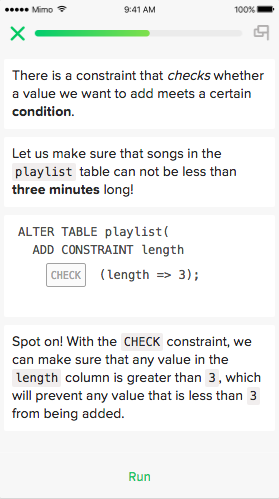 Mimo 9:41 AM 100%
There is a constraint that checks whether
a value we want to add meets a certain
condition.
Let us make sure that songs in the
playlist table can not be less than
three minutes long!
ALTER TABLE playlist(
ADD CONSTRAINT length
CHECK (length => 3);
Spot on! With the CHECK constraint, we
can make sure that any value in the
length column is greater than 3, which
will prevent any value that is less than 3
from being added.
Run